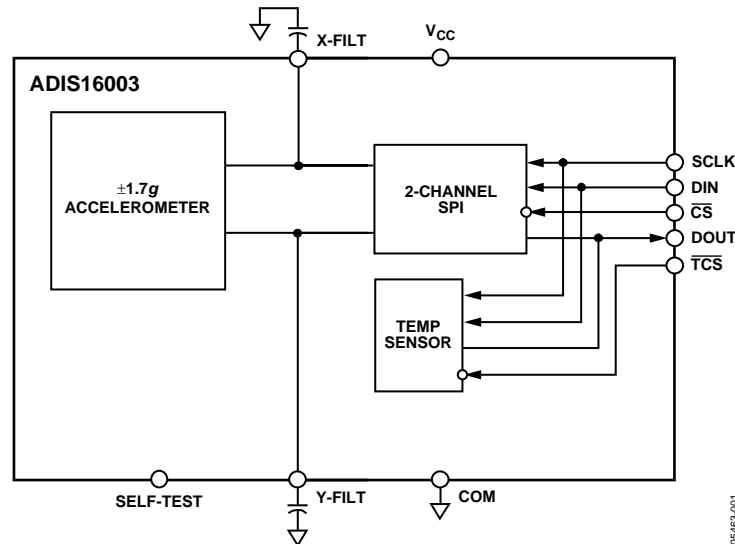 X-FILT
VCC
ADIS16003
±1.7g
ACCELEROMETER
2-CHANNEL
SPI
SCLK
DIN
CS
DOUT
TCS
TEMP
SENSOR
SELF-TEST
Y-FILT
COM
05463-001